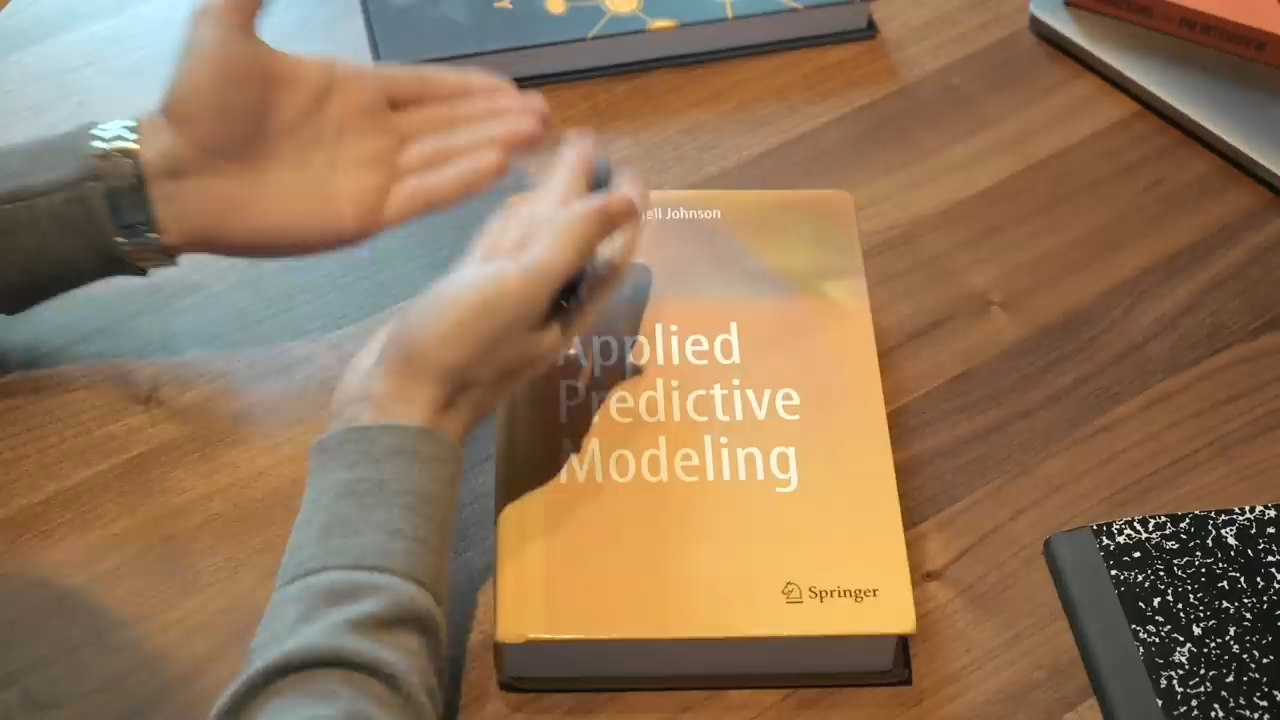 Johnson
Applied
Predictive
Modeling
Springer